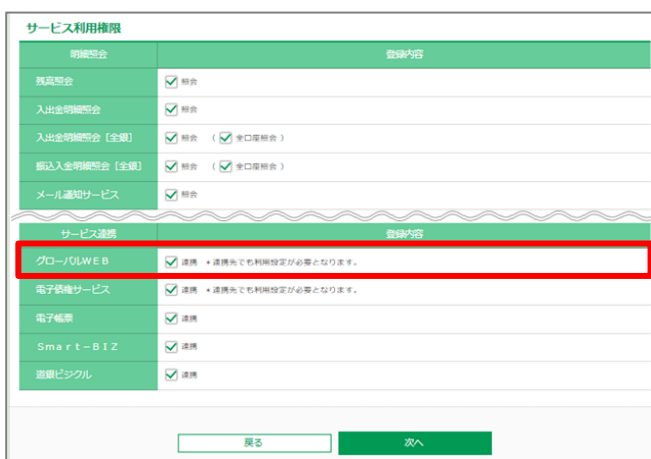 サービス利用権限
明細照会 登録内容
残高照会 照会
入出金明細照会 照会
入出金明細照会［全銀］ 照会 （ 全口座照会 ）
振込入金明細照会［全銀］ 照会 （ 全口座照会 ）
メール通知サービス 照会
サービス連携 登録内容
グローバルＷＥＢ 連携 ＊連携先でも利用設定が必要となります。
電子債権サービス 連携 ＊連携先でも利用設定が必要となります。
電子帳票 連携
Ｓｍａｒｔ－ＢＩＺ 連携
道銀ビジクル 連携
戻る 次へ